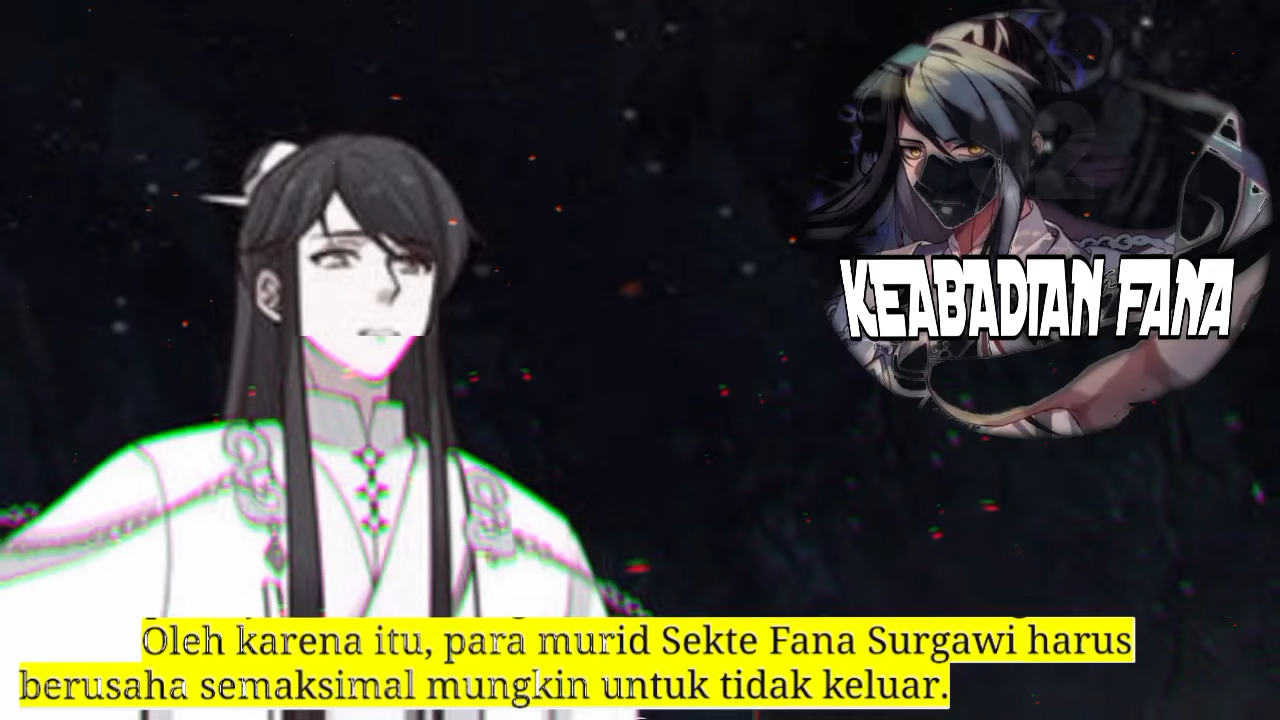 KEABADIAN FANA
Oleh karena itu, para murid Sekte Fana Surgawi harus
berusaha semaksimal mungkin untuk tidak keluar.